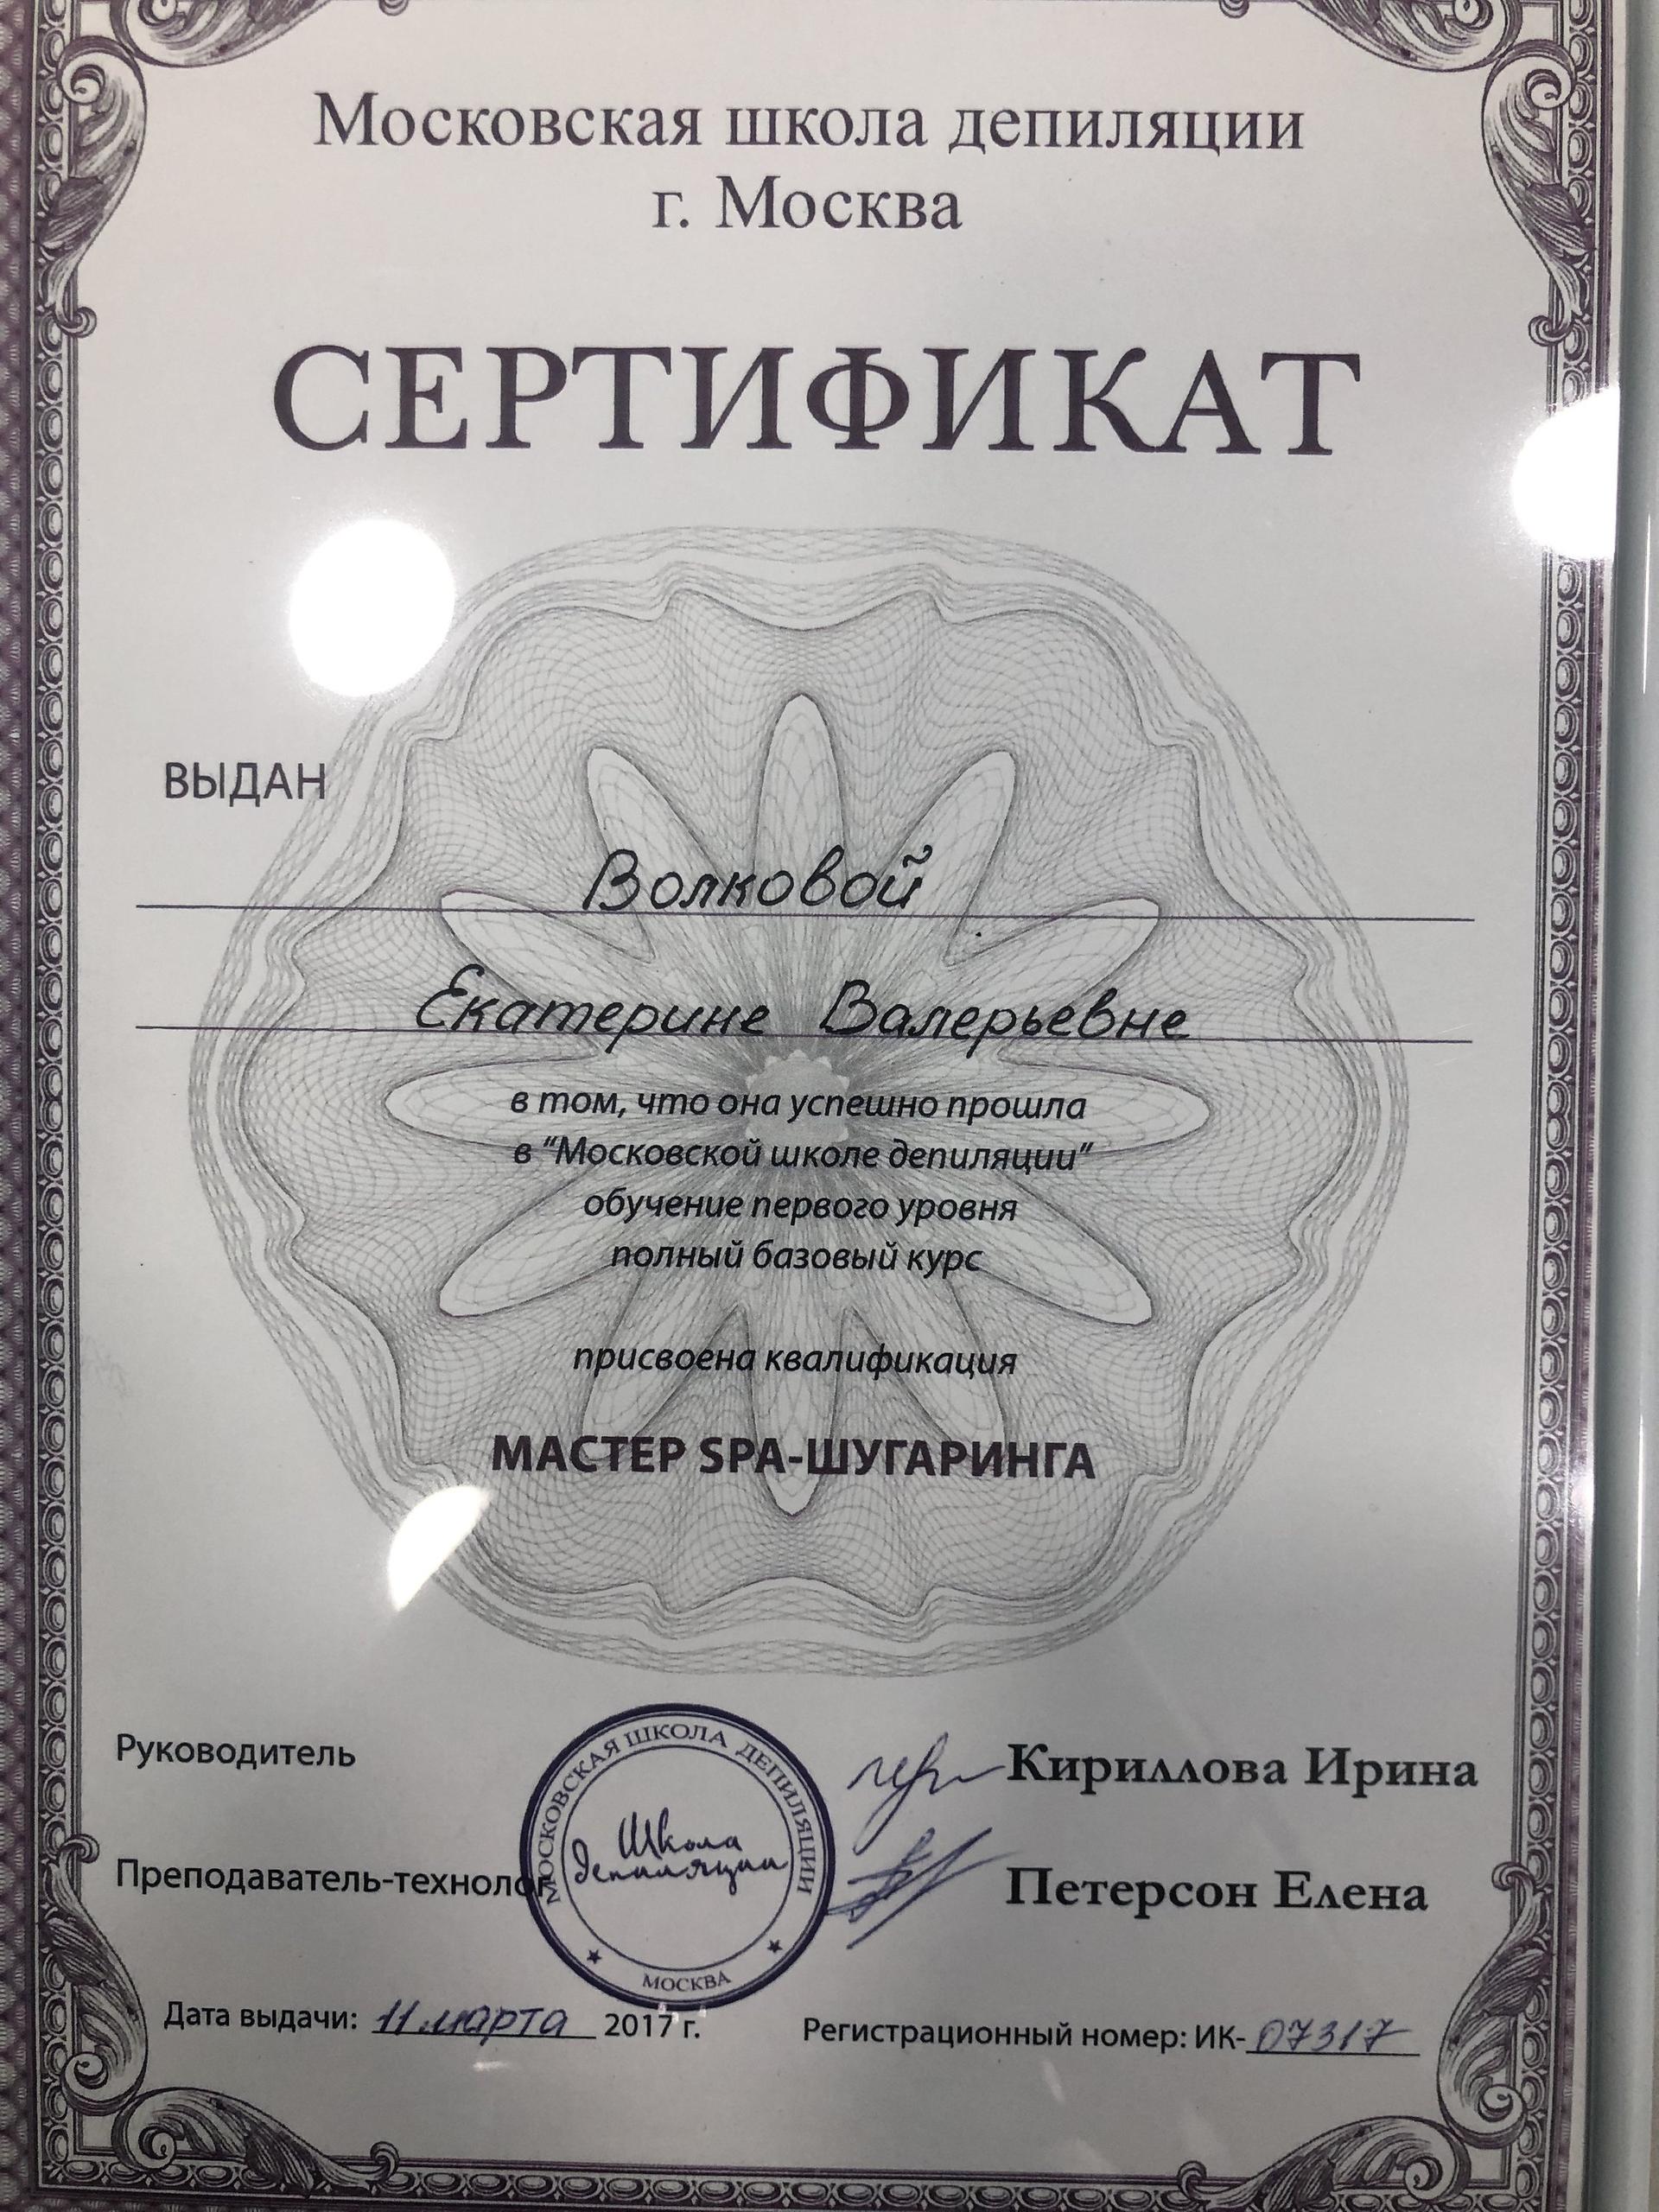 Московская школа депиляции
г. Москва
СЕРТИФИКАТ
ВЫДАН
Волковой
Екатерине Валерьевне
в том, что она успешно прошла
в "Московской школе депиляции"
обучение первого уровня
полный базовый курс
присвоена квалификация
МАСТЕР SPA-ШУГАРИНГА
Руководитель
Кириллова Ирина
Преподаватель-технолог
Петерсон Елена
МОСКОВСКАЯ ШКОЛА ДЕПИЛЯЦИИ
Школа
депиляции
МОСКВА
Дата выдачи: 11 марта 2017 г.
Регистрационный номер: ИК- 07317